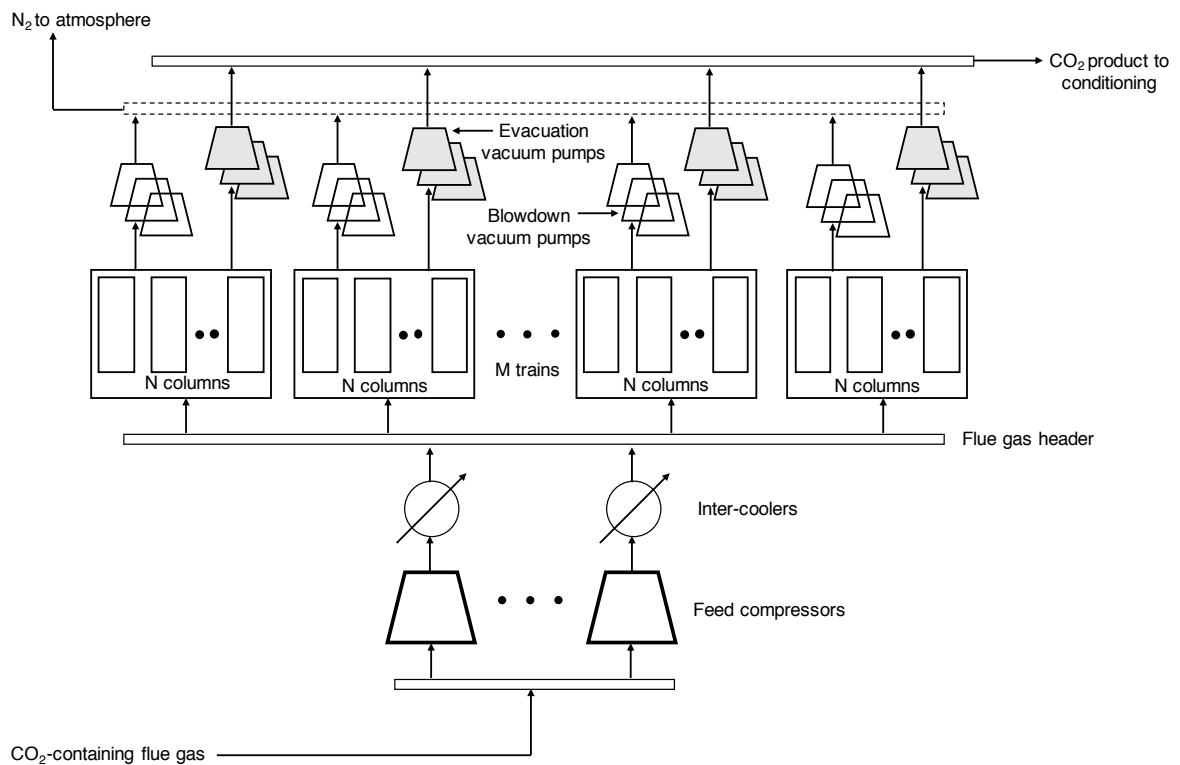 N₂ to atmosphere
CO₂ product to
conditioning
Evacuation
vacuum pumps
Blowdown
vacuum pumps
N columns
N columns
M trains
N columns
N columns
Flue gas header
Inter-coolers
Feed compressors
CO₂-containing flue gas